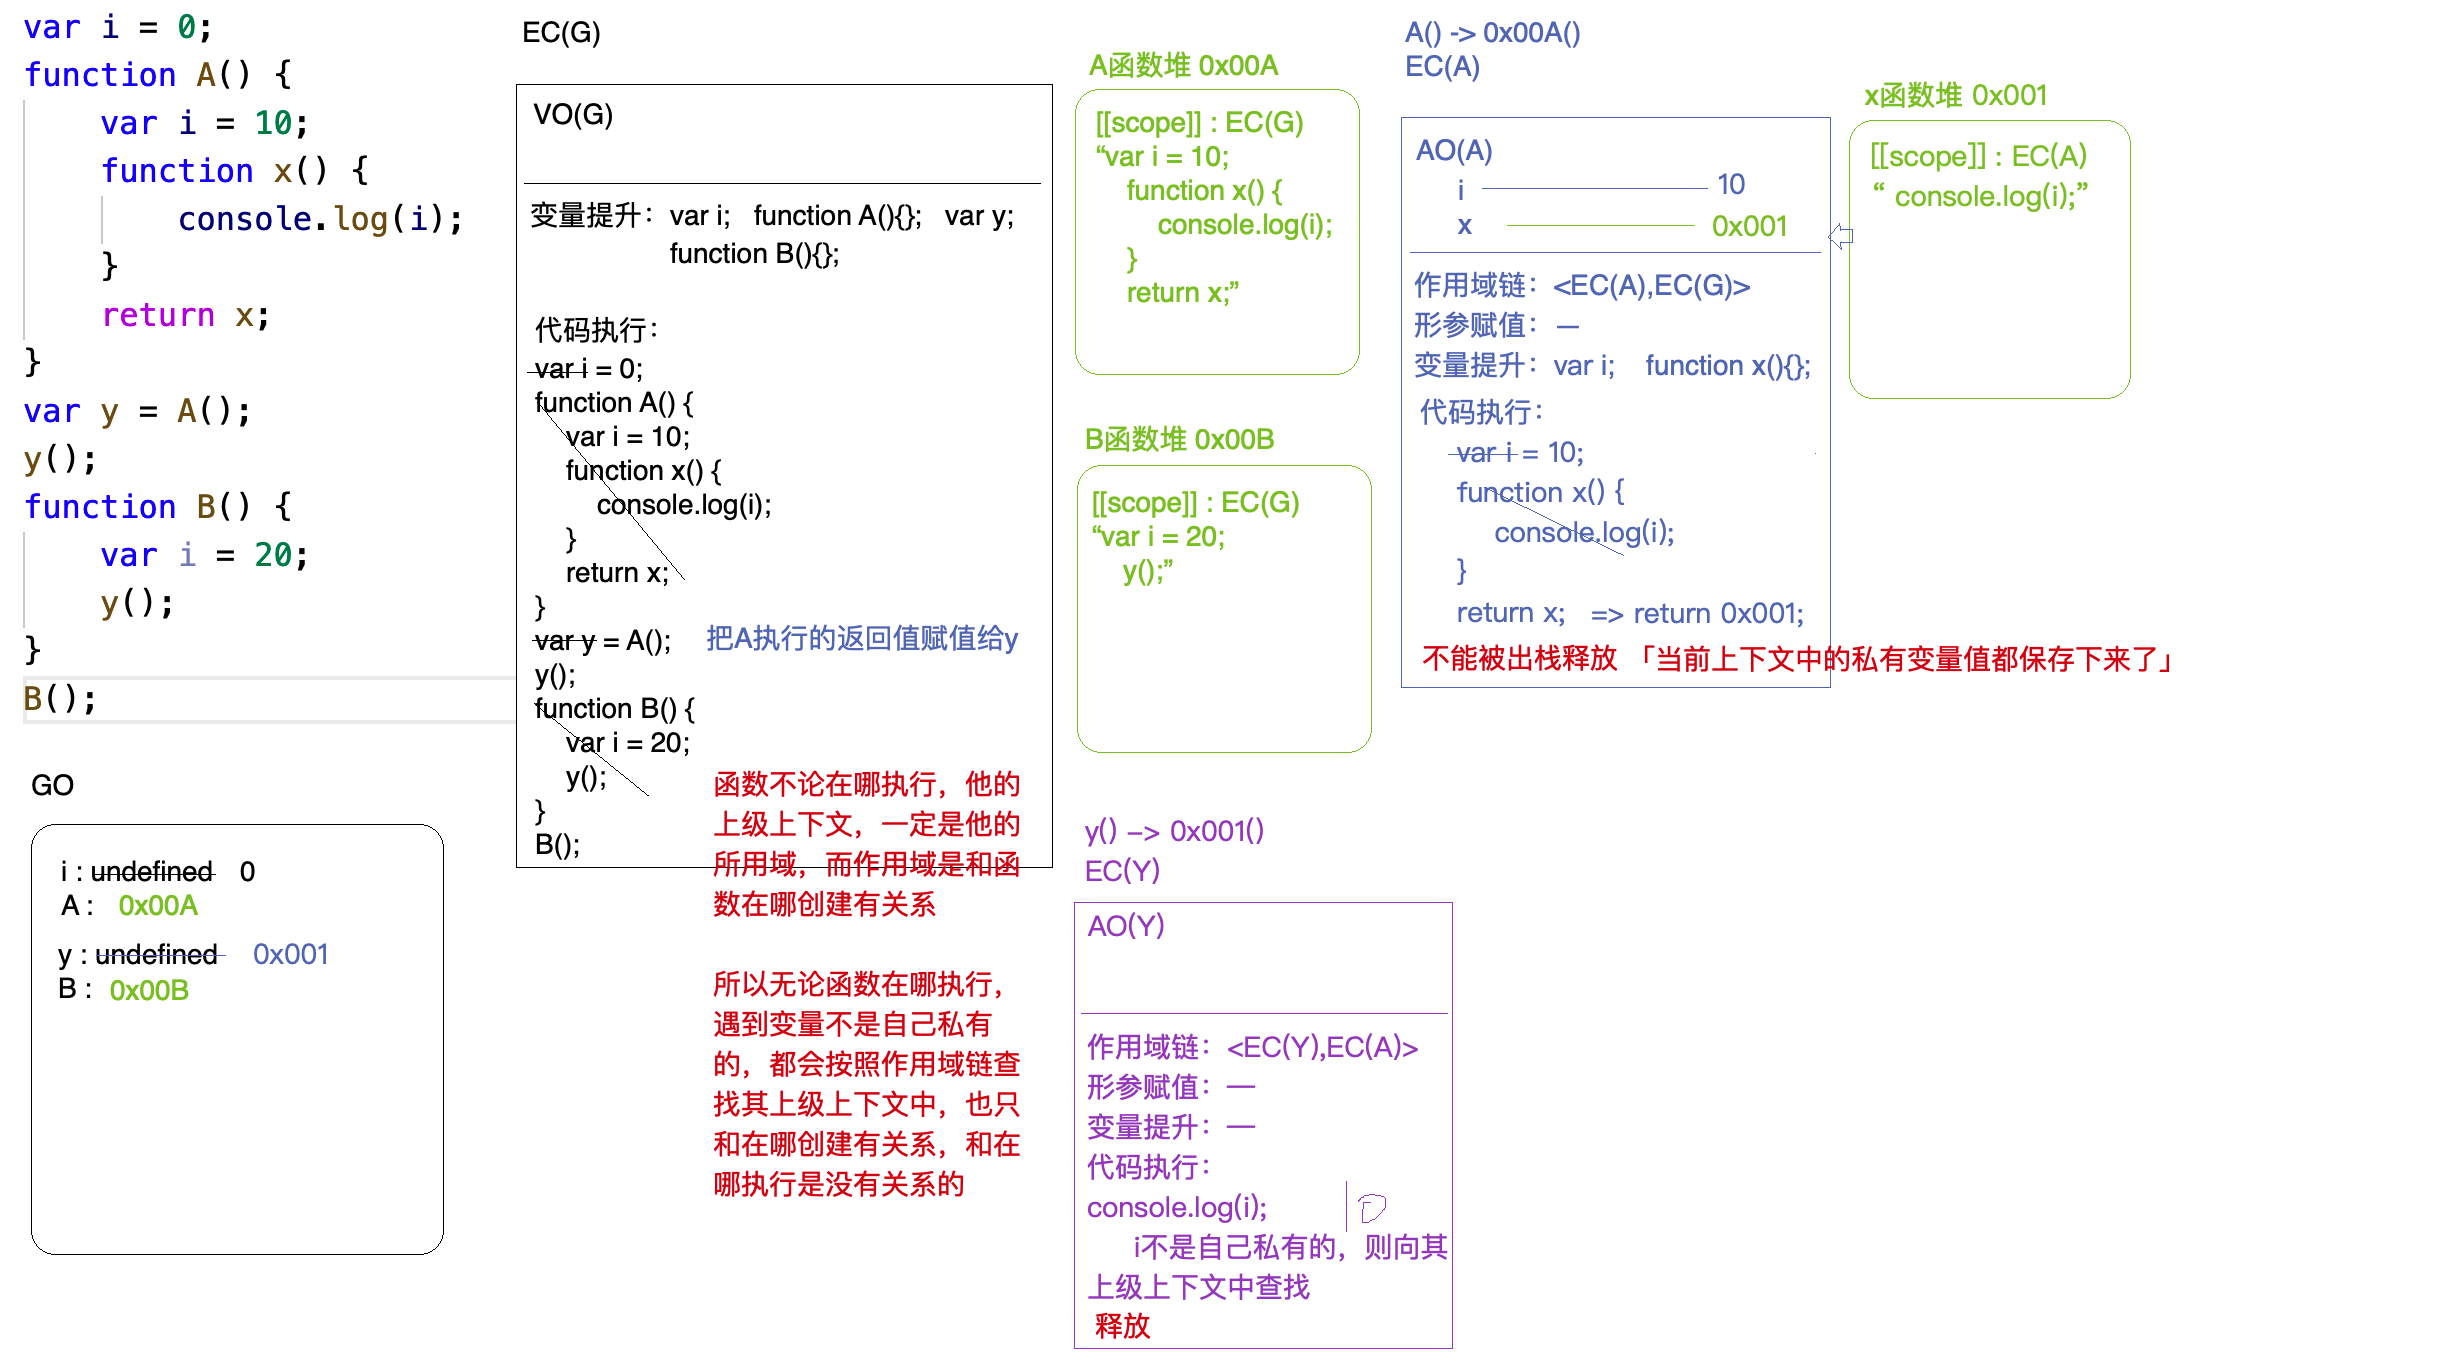 var i = 0;
function A() {
    var i = 10;
    function x() {
        console.log(i);
    }
    return x;
}
var y = A();
y();
function B() {
    var i = 20;
    y();
}
B();
GO
i : undefined 0
A : 0x00A
y : undefined 0x001
B : 0x00B
EC(G)
VO(G)
变量提升：var i; function A(){}; var y;
function B(){};
代码执行：
var i = 0;
function A() {
    var i = 10;
    function x() {
        console.log(i);
    }
    return x;
}
var y = A(); 把A执行的返回值赋值给y
y();
function B() {
    var i = 20;
    y();
}
B();
函数不论在哪执行，他的
上级上下文，一定是他的
所用域，而作用域是和函
数在哪创建有关系
所以无论函数在哪执行，
遇到变量不是自己私有
的，都会按照作用域链查
找其上级上下文中，也只
和在哪创建有关系，和在
哪执行是没有关系的
A函数堆 0x00A
[[scope]] : EC(G)
“var i = 10;
    function x() {
        console.log(i);
    }
    return x;”
B函数堆 0x00B
[[scope]] : EC(G)
“var i = 20;
    y();”
A() -> 0x00A()
EC(A)
AO(A)
i 10
x 0x001
作用域链：<EC(A),EC(G)>
形参赋值：—
变量提升：var i; function x(){};
代码执行：
var i = 10;
function x() {
    console.log(i);
}
return x; => return 0x001;
不能被出栈释放 「当前上下文中的私有变量值都保存下来了」
x函数堆 0x001
[[scope]] : EC(A)
“ console.log(i);”
y() –> 0x001()
EC(Y)
AO(Y)
作用域链：<EC(Y),EC(A)>
形参赋值：—
变量提升：—
代码执行：
console.log(i);
i不是自己私有的，则向其
上级上下文中查找
释放